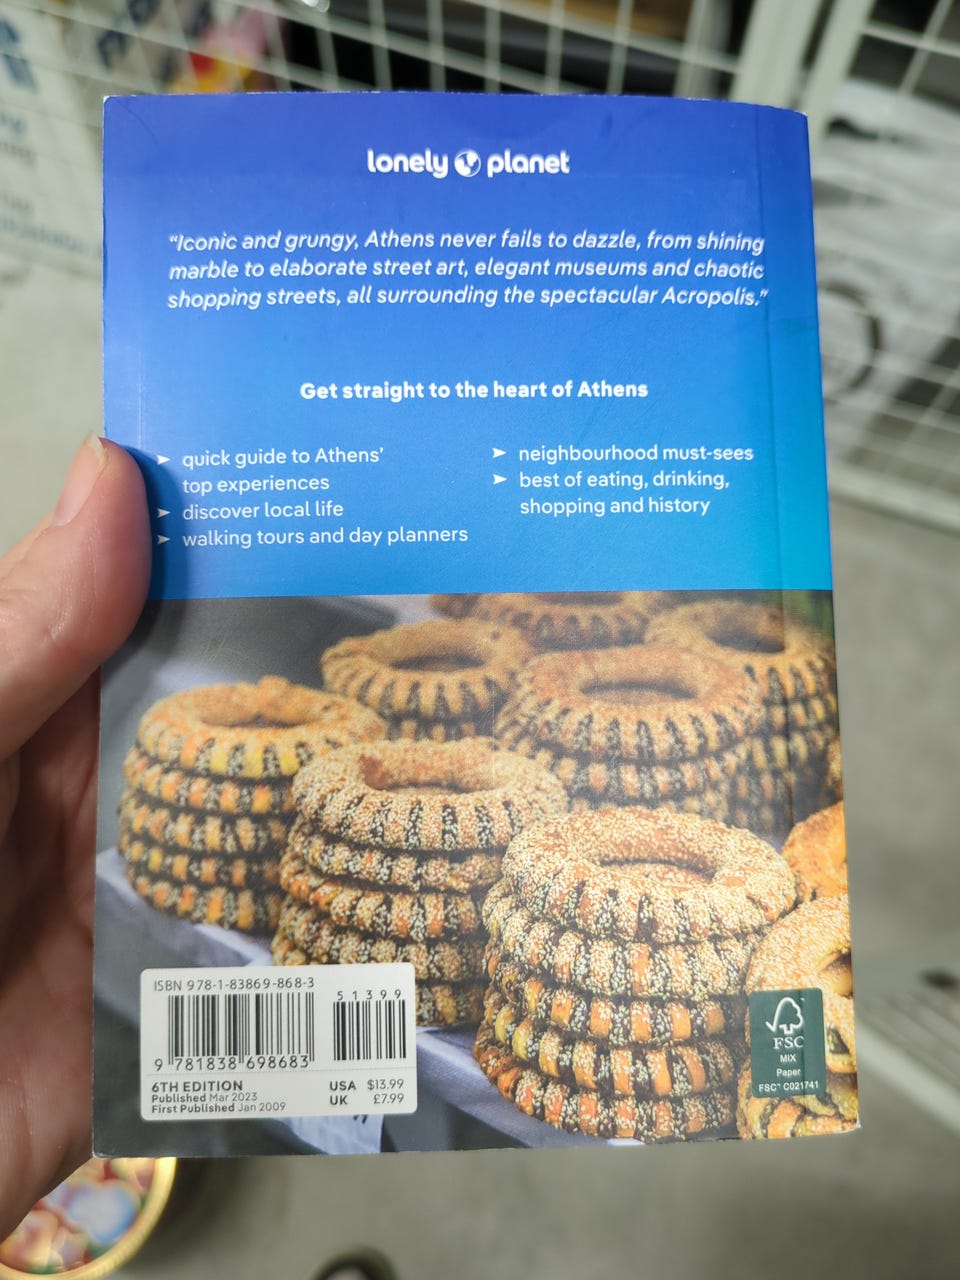 lonely planet
“Iconic and grungy, Athens never fails to dazzle, from shining
marble to elaborate street art, elegant museums and chaotic
shopping streets, all surrounding the spectacular Acropolis.”
Get straight to the heart of Athens
➤ quick guide to Athens’
top experiences
➤ discover local life
➤ walking tours and day planners
➤ neighbourhood must-sees
➤ best of eating, drinking,
shopping and history
ISBN 978-1-83869-868-3
51399
9 781838 698683
6TH EDITION
Published Mar 2023
First Published Jan 2009
USA $13.99
UK £7.99
FSC
MIX
Paper
FSC™ C021741